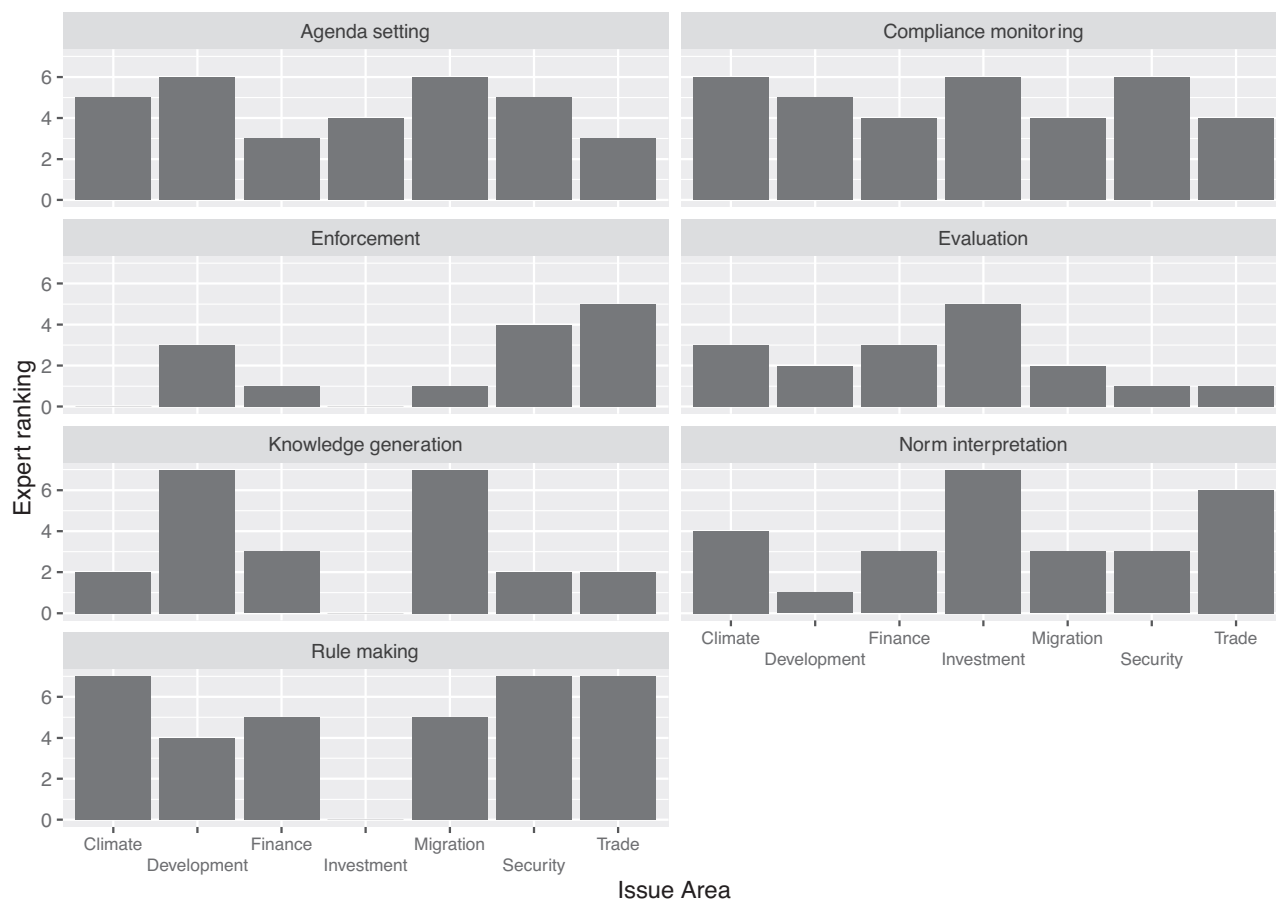 Agenda setting
Compliance monitoring
6
4
2
0
Enforcement
Evaluation
6
4
2
0
Knowledge generation
Norm interpretation
6
4
2
0
Climate Finance Migration Trade
Development Investment Security
Rule making
6
4
2
0
Climate Finance Migration Trade
Development Investment Security
Expert ranking
Issue Area